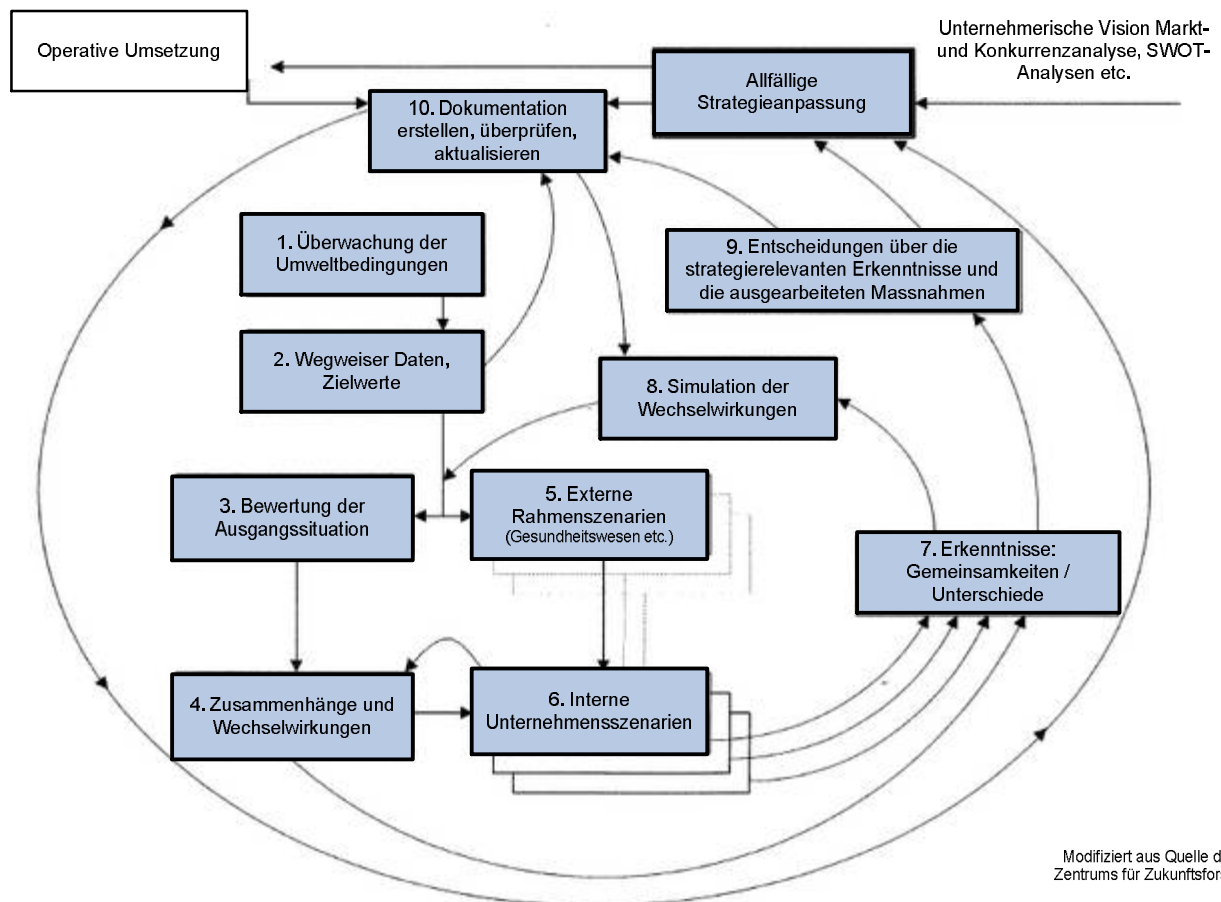 Operative Umsetzung
Unternehmerische Vision Markt-
und Konkurrenzanalyse, SWOT-
Analysen etc.
Allfällige
Strategieanpassung
10. Dokumentation
erstellen, überprüfen,
aktualisieren
1. Überwachung der
Umweltbedingungen
9. Entscheidungen über die
strategierelevanten Erkenntnisse und
die ausgearbeiteten Massnahmen
2. Wegweiser Daten,
Zielwerte
8. Simulation der
Wechselwirkungen
3. Bewertung der
Ausgangssituation
5. Externe
Rahmenszenarien
(Gesundheitswesen etc.)
7. Erkenntnisse:
Gemeinsamkeiten /
Unterschiede
4. Zusammenhänge und
Wechselwirkungen
6. Interne
Unternehmensszenarien
Modifiziert aus Quelle d
Zentrums für Zukunftsfors